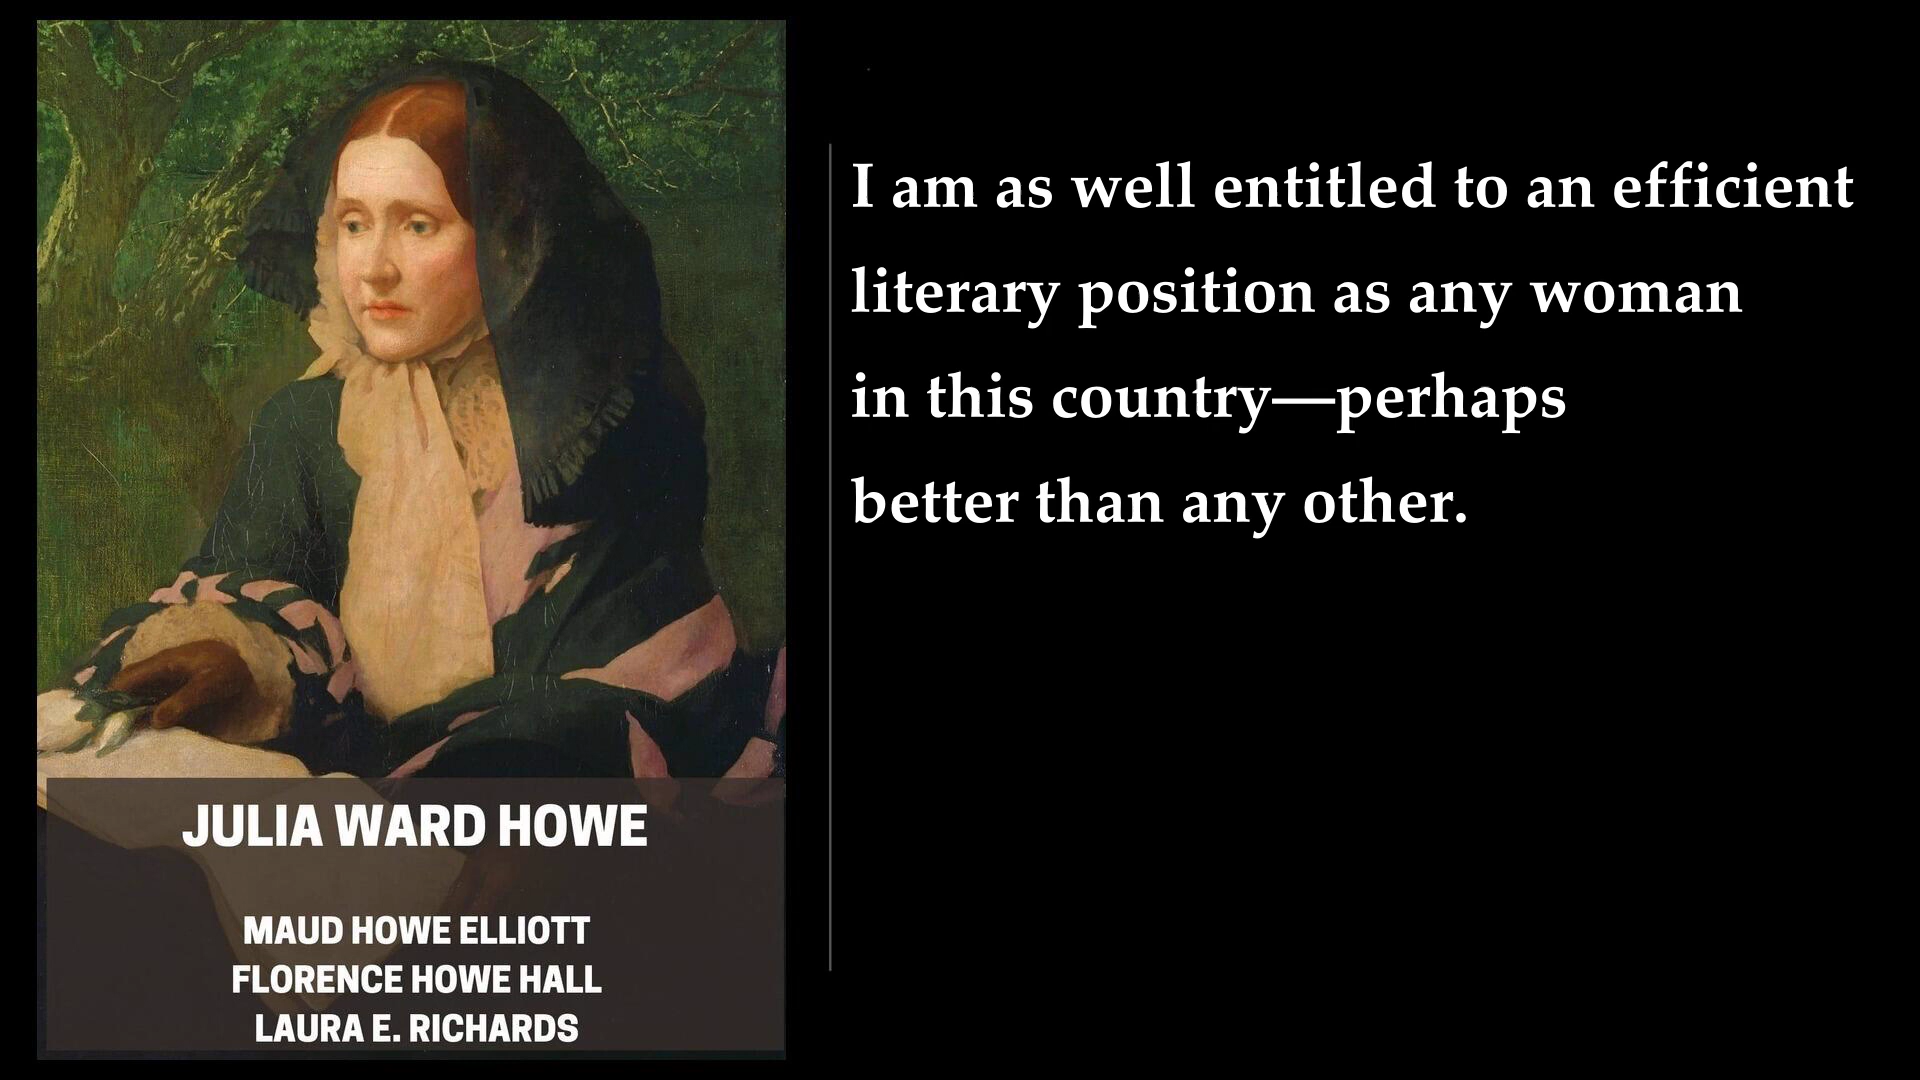 JULIA WARD HOWE
MAUD HOWE ELLIOTT
FLORENCE HOWE HALL
LAURA E. RICHARDS
I am as well entitled to an efficient
literary position as any woman
in this country—perhaps
better than any other.